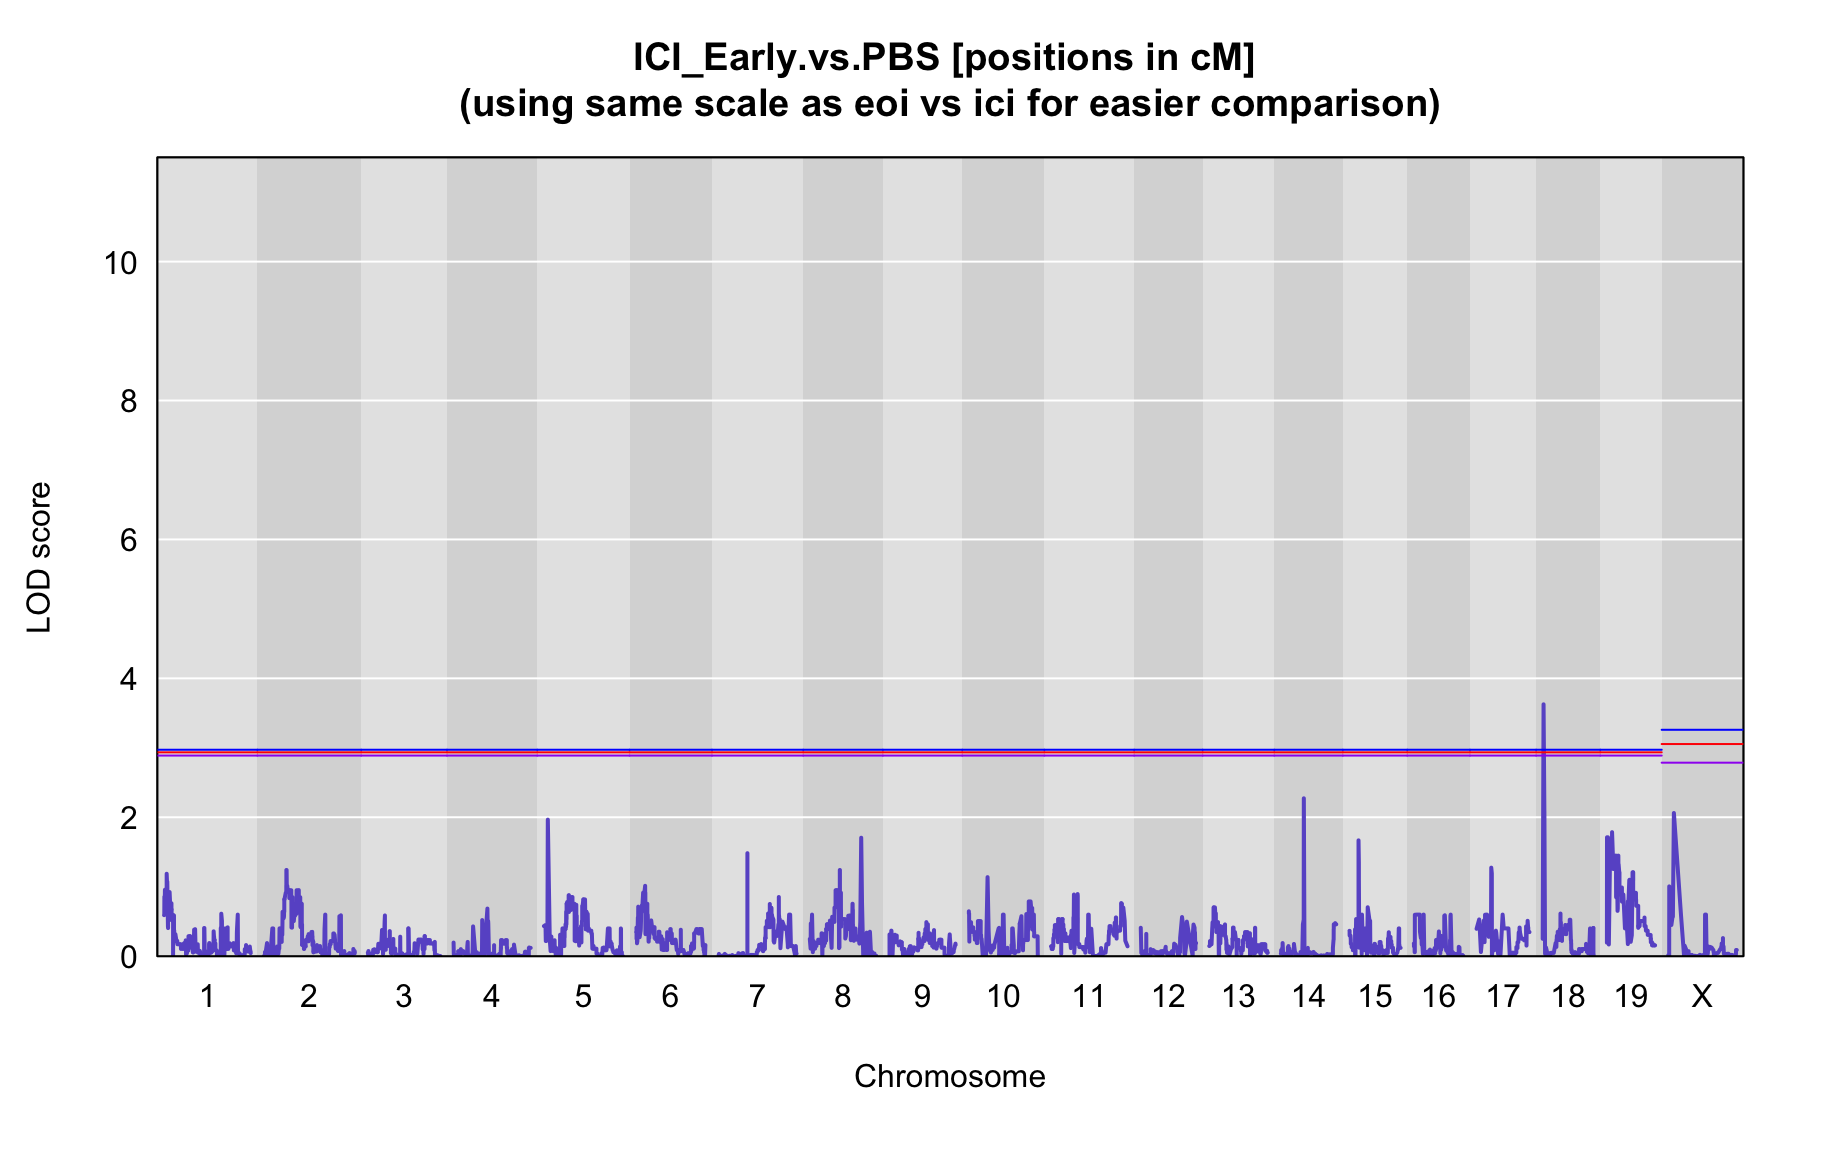 ICI_Early.vs.PBS [positions in cM]
(using same scale as eoi vs ici for easier comparison)
10
8
6
4
2
0
LOD score
1 2 3 4 5 6 7 8 9 10 11 12 13 14 15 16 17 18 19 X
Chromosome